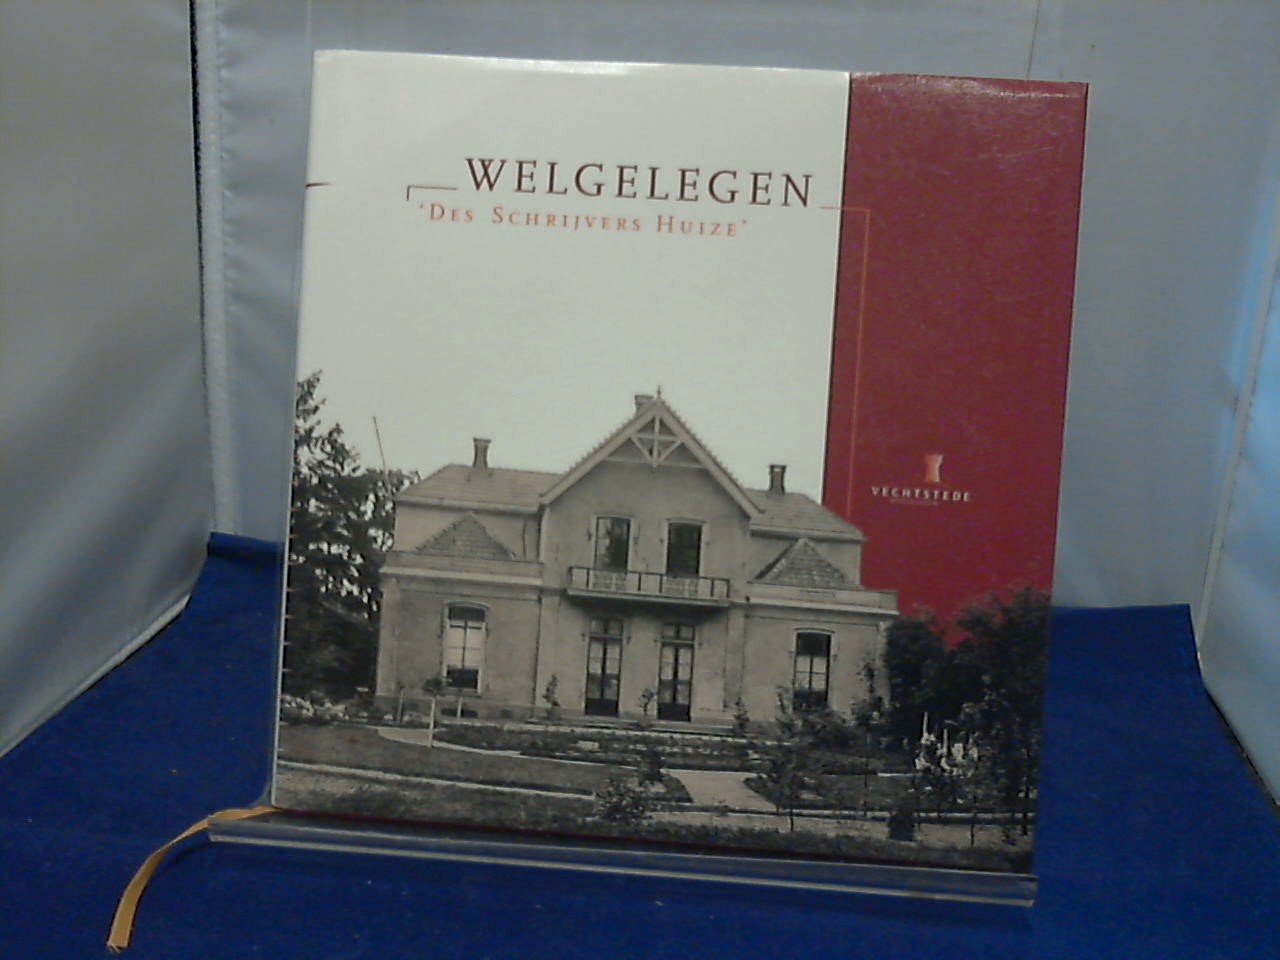 WELGELEGEN
'DES SCHRIJVERS HUIZE'
VECHTSTEDE